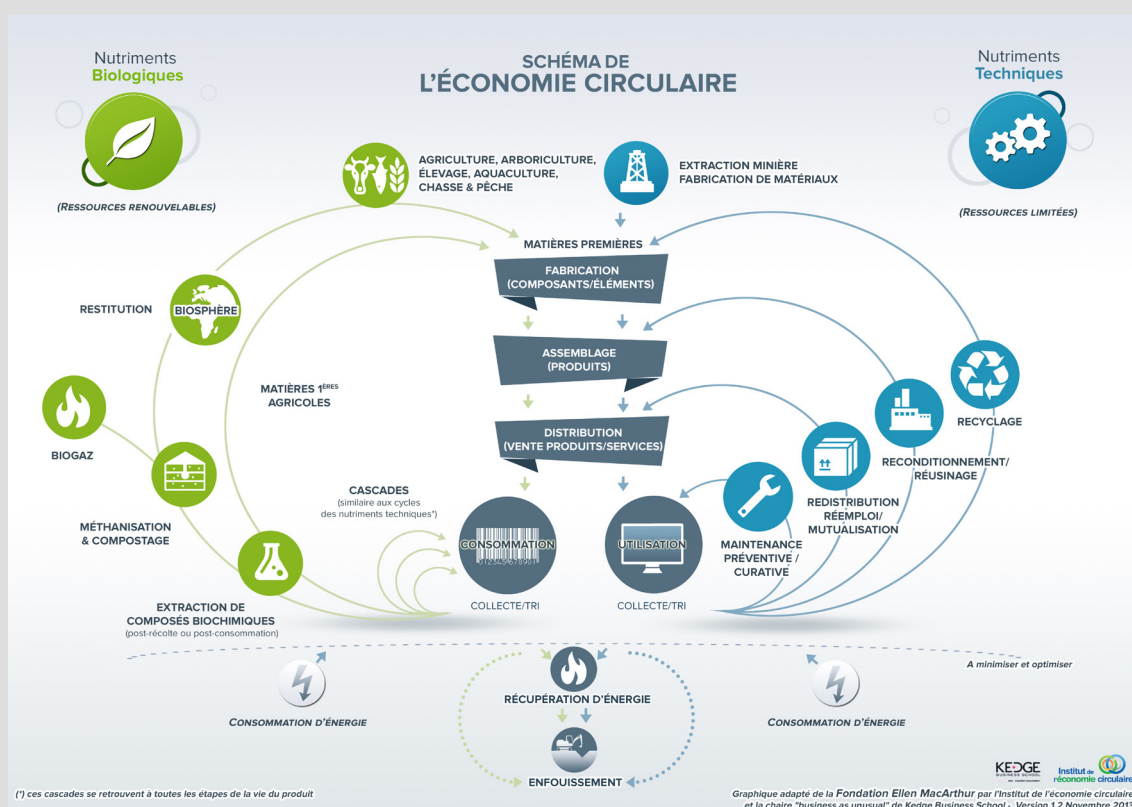 SCHÉMA DE
L'ÉCONOMIE CIRCULAIRE
Nutriments
Biologiques
(RESSOURCES RENOUVELABLES)
Nutriments
Techniques
(RESSOURCES LIMITÉES)
AGRICULTURE, ARBORICULTURE,
ÉLEVAGE, AQUACULTURE,
CHASSE & PÊCHE
EXTRACTION MINIÈRE
FABRICATION DE MATÉRIAUX
MATIÈRES PREMIÈRES
FABRICATION
(COMPOSANTS/ÉLÉMENTS)
ASSEMBLAGE
(PRODUITS)
DISTRIBUTION
(VENTE PRODUITS/SERVICES)
RESTITUTION
BIOSPHÈRE
MATIÈRES 1ÈRES
AGRICOLES
BIOGAZ
MÉTHANISATION
& COMPOSTAGE
EXTRACTION DE
COMPOSÉS BIOCHIMIQUES
(post-récolte ou post-consommation)
CASCADES
(similaire aux cycles
des nutriments techniques*)
CONSOMMATION
COLLECTE/TRI
UTILISATION
COLLECTE/TRI
MAINTENANCE
PRÉVENTIVE /
CURATIVE
REDISTRIBUTION
RÉEMPLOI/
MUTUALISATION
RECONDITIONNEMENT/
RÉUSINAGE
RECYCLAGE
A minimiser et optimiser
CONSOMMATION D'ÉNERGIE
RÉCUPÉRATION D'ÉNERGIE
CONSOMMATION D'ÉNERGIE
ENFOUISSEMENT
(*) ces cascades se retrouvent à toutes les étapes de la vie du produit
KEDGE
BUSINESS SCHOOL
Institut de
l'économie circulaire
Graphique adapté de la Fondation Ellen MacArthur par l'Institut de l'économie circulaire
et la chaire "business as unusual" de Kedge Business School - Version 1.2 Novembre